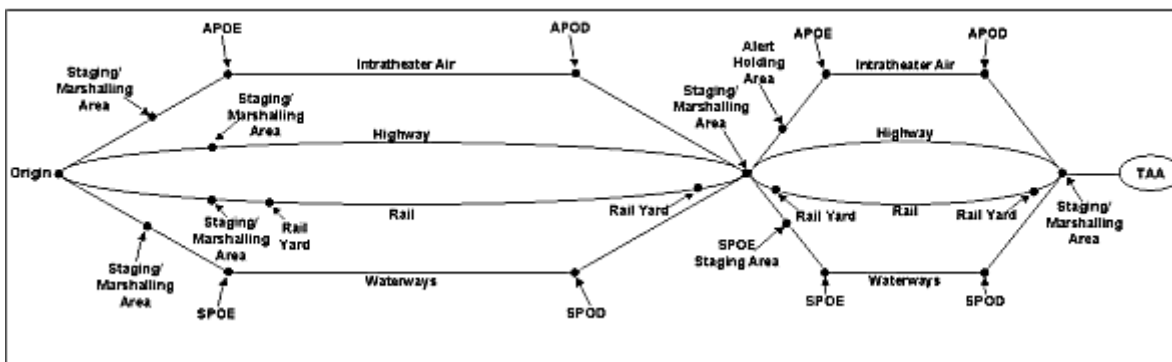 APOE
APOD
APOE
APOD
Alert
Holding
Area
Staging/
Marshalling
Area
Intratheater Air
Intratheater Air
Staging/
Marshalling
Area
Staging/
Marshalling
Area
Highway
Highway
Origin
TAA
Staging/
Marshalling
Area
Rail
Yard
Rail
Rail Yard
Rail Yard
Rail
Rail Yard
Staging/
Marshalling
Area
Staging/
Marshalling
Area
SPOE
Staging Area
Waterways
Waterways
SPOE
SPOD
SPOE
SPOD